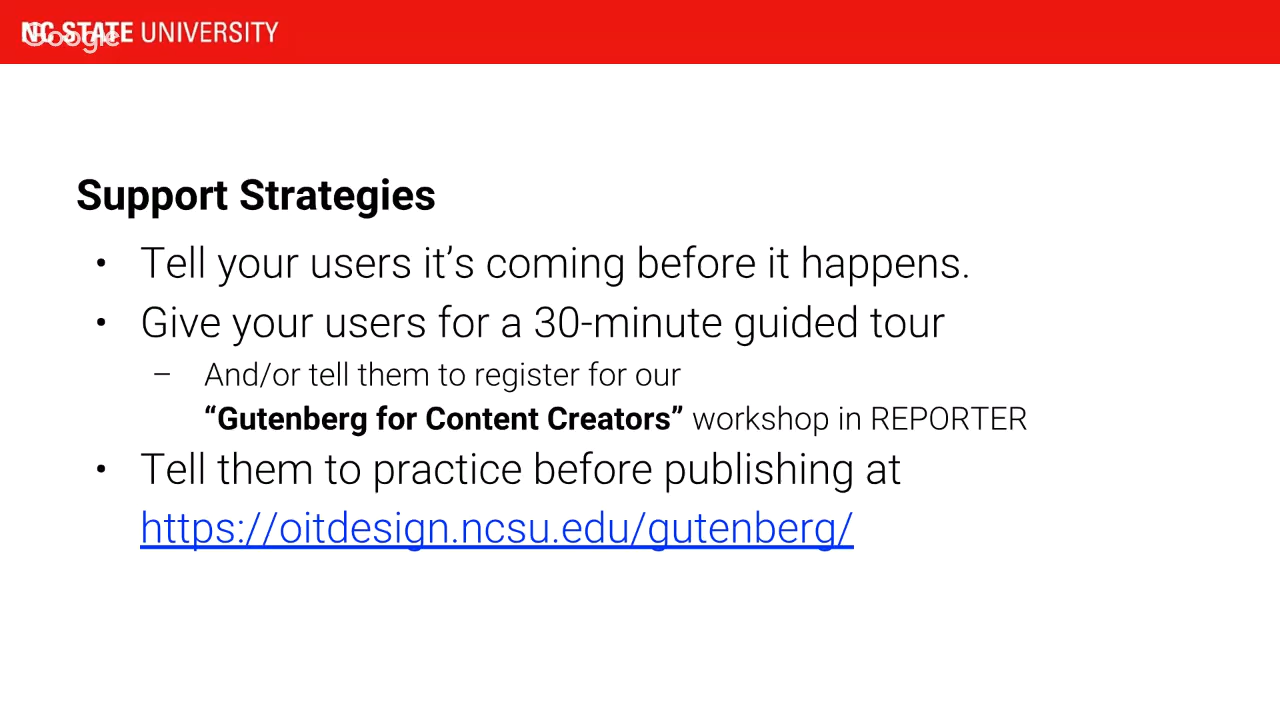 NC STATE UNIVERSITY
Google
Support Strategies
• Tell your users it’s coming before it happens.
• Give your users for a 30-minute guided tour
– And/or tell them to register for our
“Gutenberg for Content Creators” workshop in REPORTER
• Tell them to practice before publishing at
https://oitdesign.ncsu.edu/gutenberg/